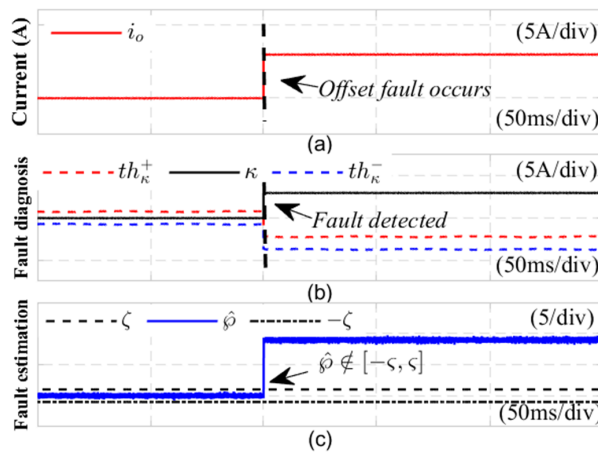 i_o (5A/div)
Current (A)
Offset fault occurs
(50ms/div)
(a)
th_κ^+ κ th_κ^- (5A/div)
Fault diagnosis
Fault detected
(50ms/div)
(b)
ζ ℘̂ −ζ (5/div)
Fault estimation
℘̂ ∉ [−ς, ς]
(50ms/div)
(c)